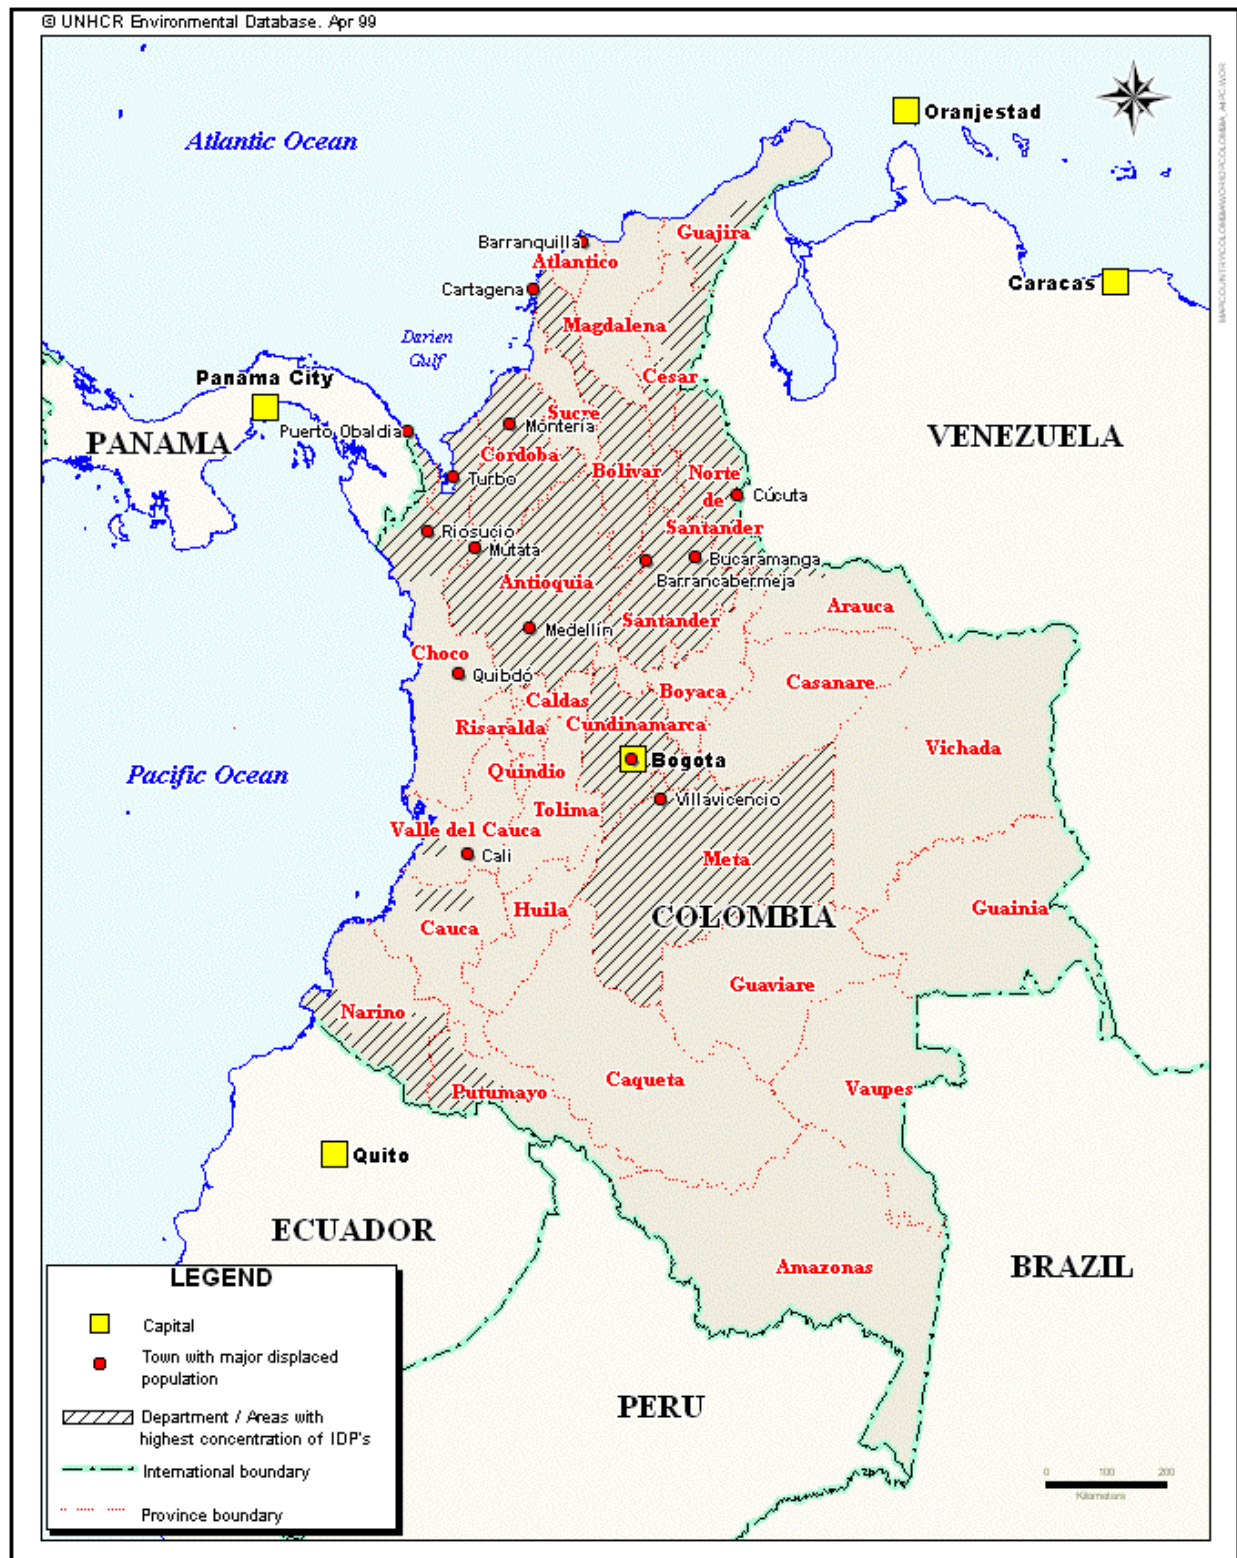 © UNHCR Environmental Database. Apr 99
Oranjestad
Atlantic Ocean
Guajira
Barranquilla
Atlantico
Caracas
Cartagena
Magdalena
Darien
Gulf
Panama City
Cesar
Sucre
PANAMA
Puerto Obaldia
Monteria
VENEZUELA
Cordoba
Bolivar
Turbo
Norte
de
Santander
Cúcuta
Riosucio
Mutata
Bucaramanga
Barrancabermeja
Antioquia
Arauca
Santander
Medellín
Choco
Quibdó
Boyaca
Casanare
Caldas
Risaralda
Cundinamarca
Vichada
Bogota
Pacific Ocean
Quindio
Villavicencio
Tolima
Valle del Cauca
Cali
Meta
Huila
COLOMBIA
Guainia
Cauca
Guaviare
Narino
Caqueta
Putumayo
Vaupes
Quito
ECUADOR
Amazonas
BRAZIL
PERU
LEGEND
Capital
Town with major displaced
population
Department / Areas with
highest concentration of IDP's
International boundary
Province boundary
0 100 200
Kilometers